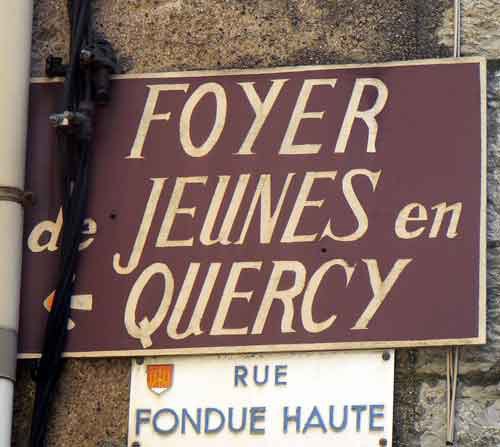 FOYER
de JEUNES en
QUERCY
RUE
FONDUE HAUTE